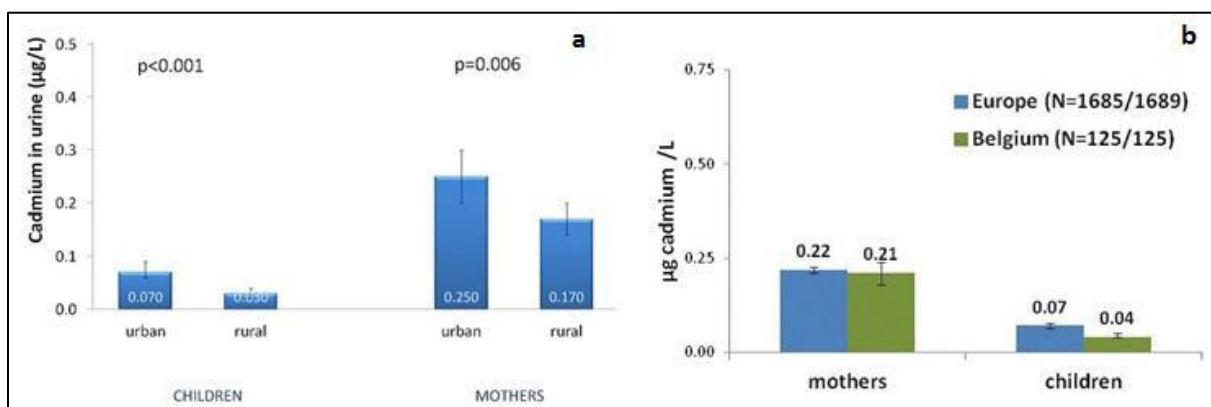 a
Cadmium in urine (µg/L)
0.5
0.4
0.3
0.2
0.1
0.0
p<0.001
p=0.006
0.070
0.030
0.250
0.170
urban
rural
urban
rural
CHILDREN
MOTHERS
b
µg cadmium /L
0.75
0.50
0.25
0.00
Europe (N=1685/1689)
Belgium (N=125/125)
0.22
0.21
0.07
0.04
mothers
children